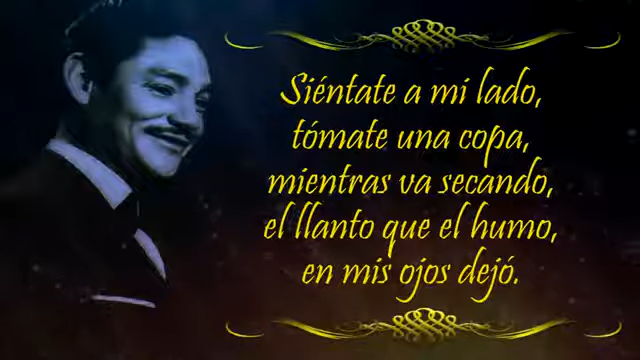 Siéntate a mi lado,
tómate una copa,
mientras va secando,
el llanto que el humo,
en mis ojos dejó.